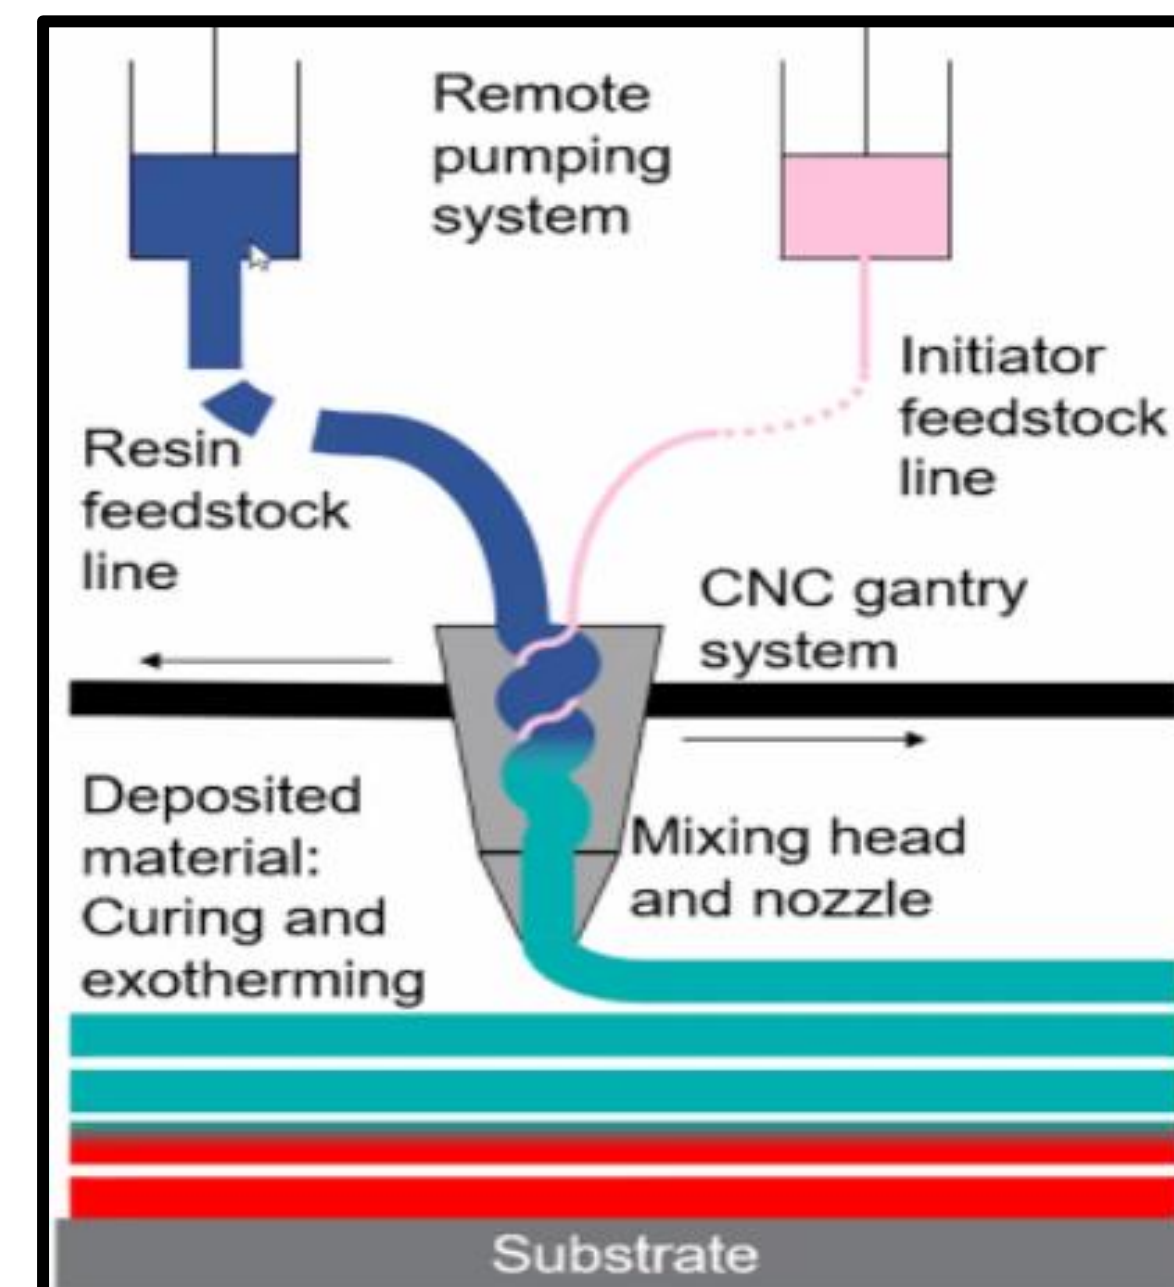 Remote
pumping
system
Initiator
feedstock
line
Resin
feedstock
line
CNC gantry
system
Deposited
material:
Curing and
exotherming
Mixing head
and nozzle
Substrate